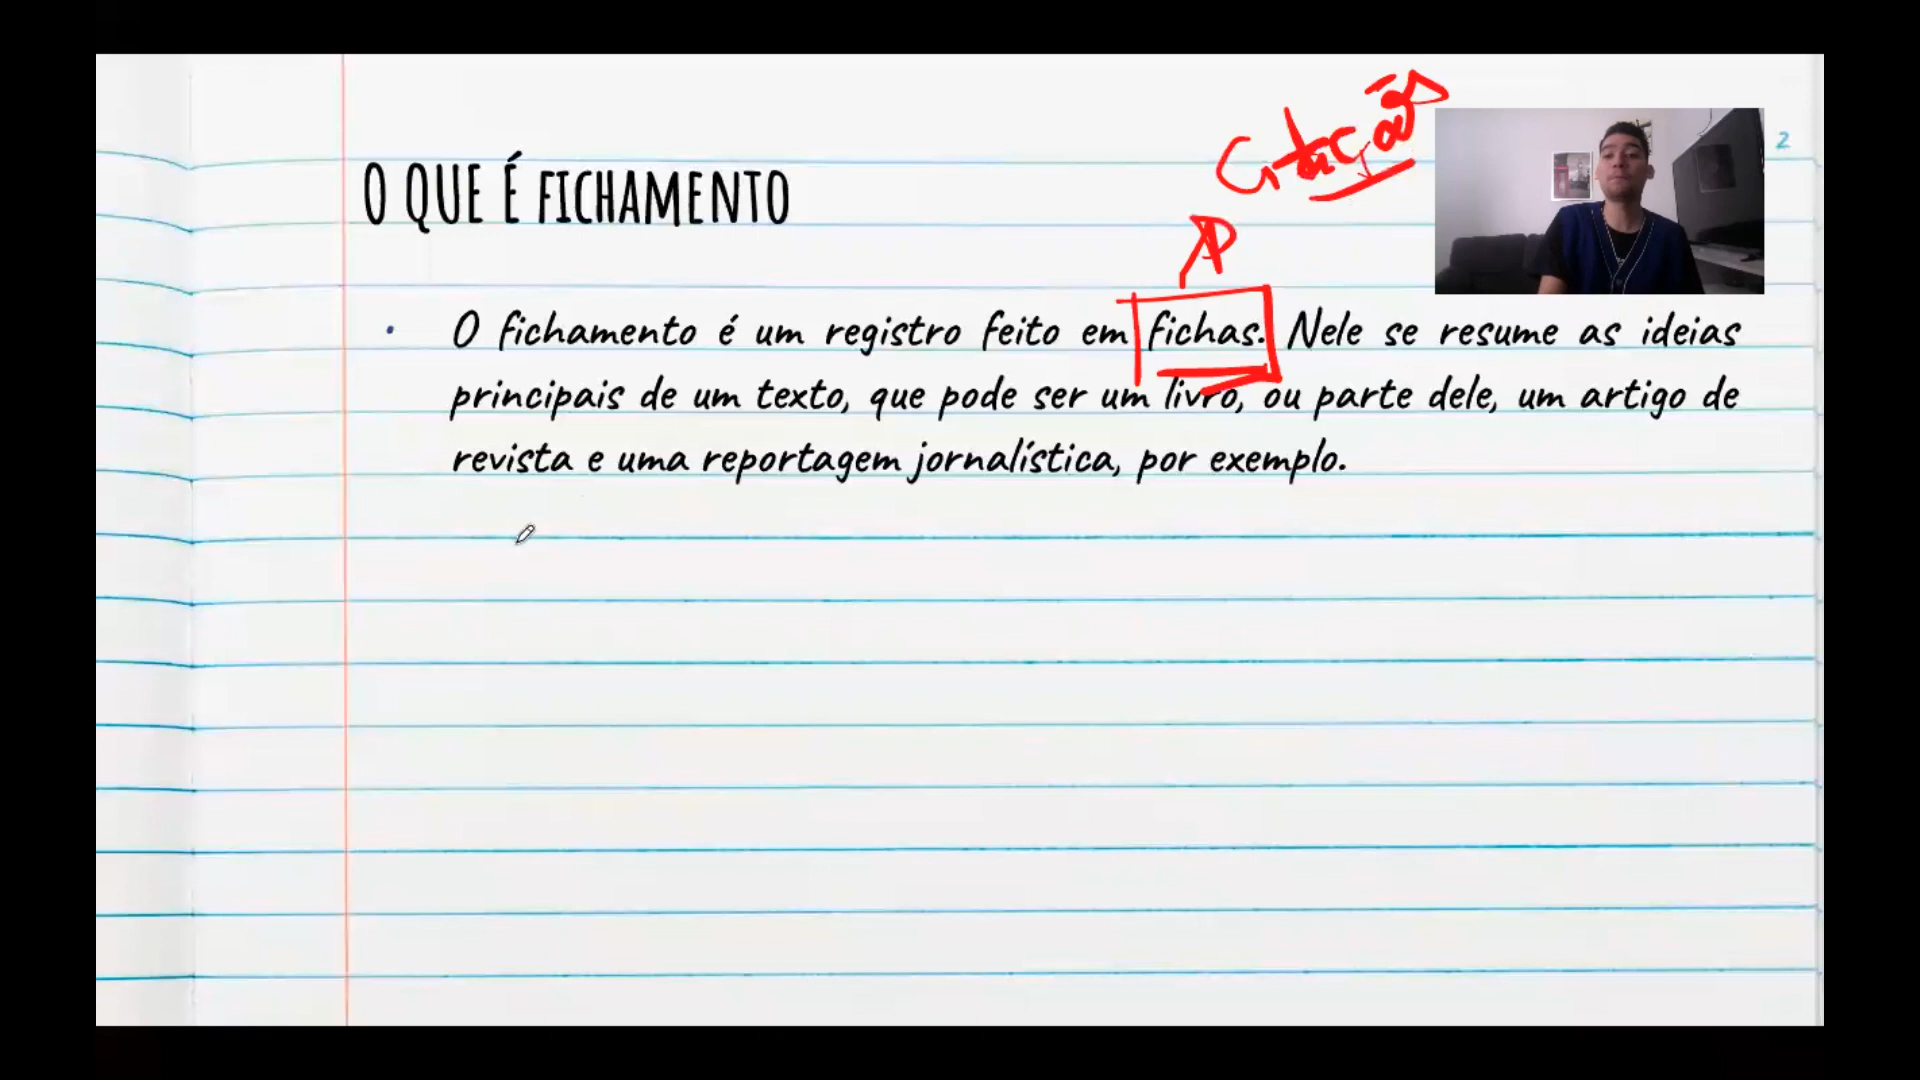 Citação
2
O QUE É FICHAMENTO
• O fichamento é um registro feito em fichas. Nele se resume as ideias
principais de um texto, que pode ser um livro, ou parte dele, um artigo de
revista e uma reportagem jornalística, por exemplo.